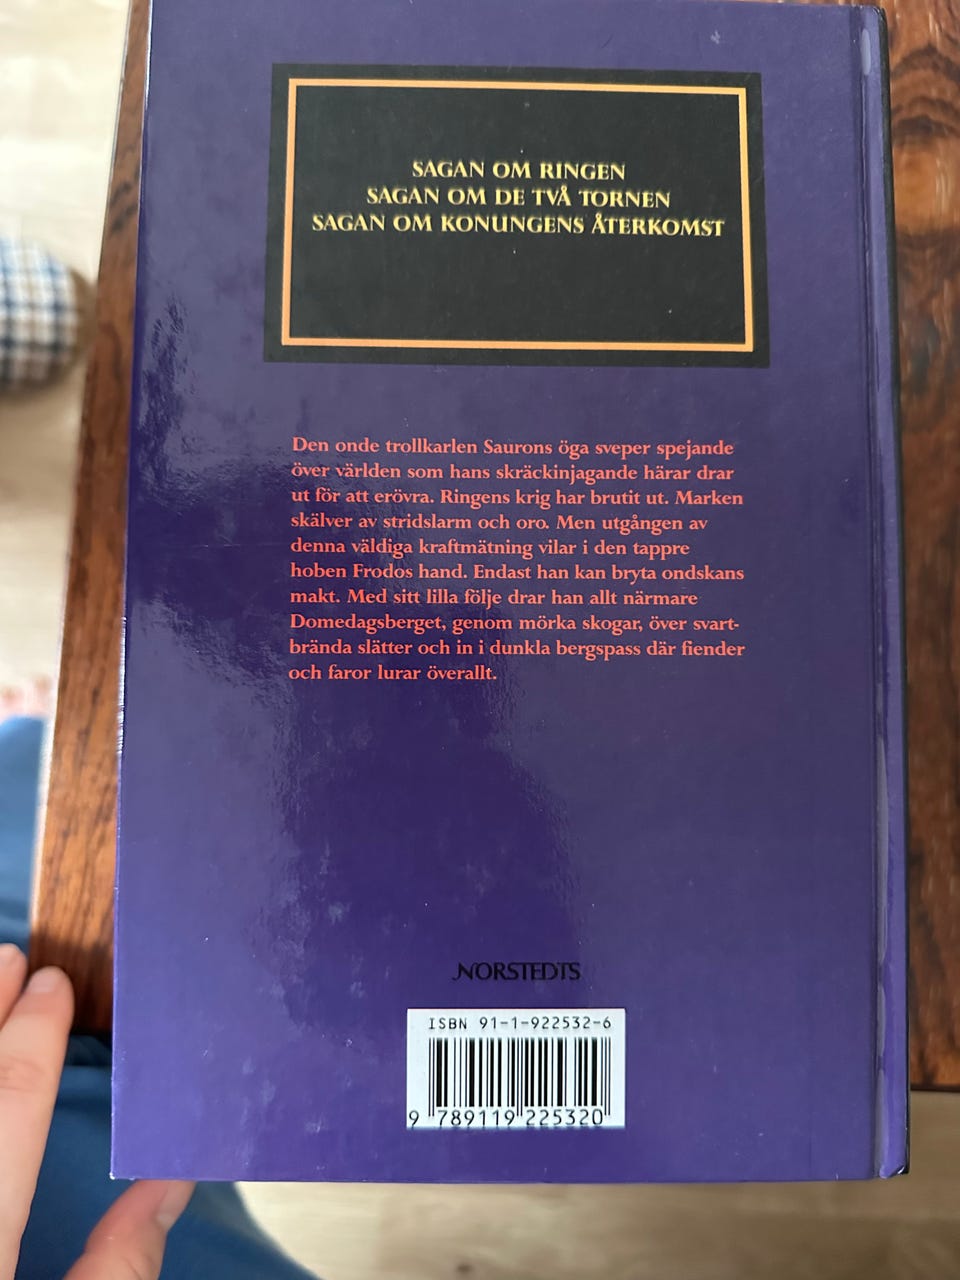 SAGAN OM RINGEN
SAGAN OM DE TVÅ TORNEN
SAGAN OM KONUNGENS ÅTERKOMST
Den onde trollkarlen Saurons öga sveper spejande
över världen som hans skräckinjagande härar drar
ut för att erövra. Ringens krig har brutit ut. Marken
skälver av stridslarm och oro. Men utgången av
denna väldiga kraftmätning vilar i den tappre
hoben Frodos hand. Endast han kan bryta ondskans
makt. Med sitt lilla följe drar han allt närmare
Domedagsberget, genom mörka skogar, över svart-
brända slätter och in i dunkla bergspass där fiender
och faror lurar överallt.
NORSTEDTS
ISBN 91-1-922532-6
9 789119 225320